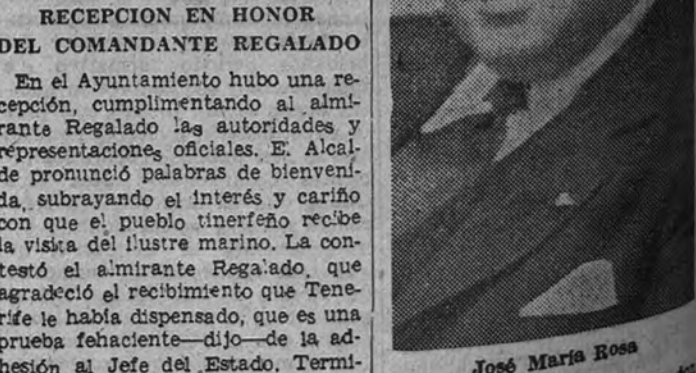 RECEPCION EN HONOR
DEL COMANDANTE REGALADO
En el Ayuntamiento hubo una re-
cepción, cumplimentando al almi-
rante Regalado las autoridades y
representaciones oficiales. E. Alcal-
de pronunció palabras de bienveni-
da, subrayando el interés y cariño
con que el pueblo tinerfeño recibe
la visita del ilustre marino. La con-
testó el almirante Regalado, que
agradeció el recibimiento que Tene-
rife le había dispensado, que es una
prueba fehaciente—dijo—de la ad-
hesión al Jefe del Estado. Termi-
José María Rosa